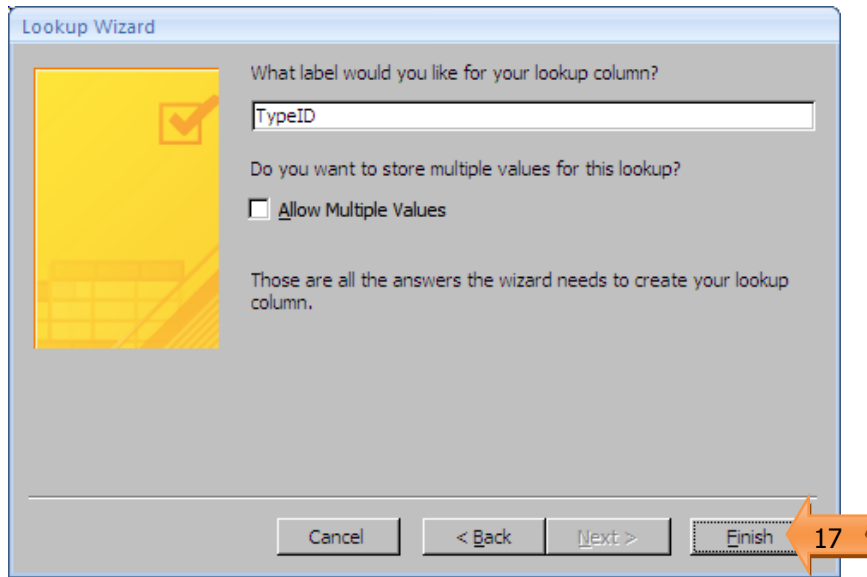 Lookup Wizard
What label would you like for your lookup column?
TypeID
Do you want to store multiple values for this lookup?
Allow Multiple Values
Those are all the answers the wizard needs to create your lookup
column.
Cancel
< Back
Next >
Finish
17